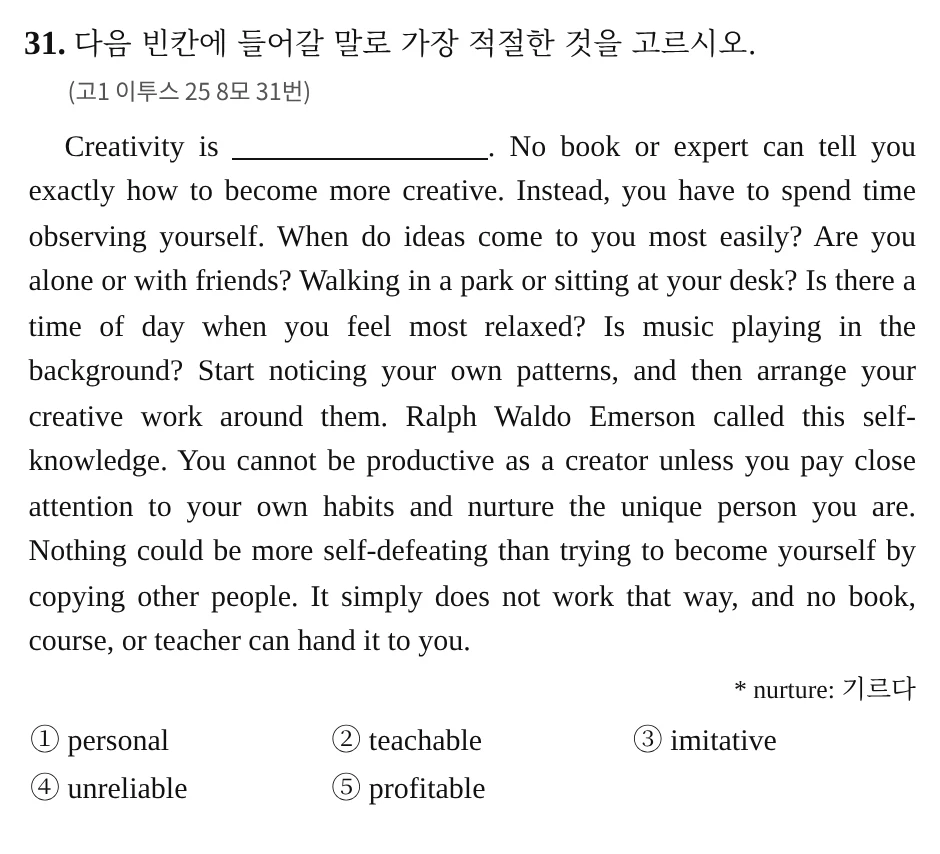 31. 다음 빈칸에 들어갈 말로 가장 적절한 것을 고르시오.
(고1 이투스 25 8모 31번)
Creativity is ________________. No book or expert can tell you
exactly how to become more creative. Instead, you have to spend time
observing yourself. When do ideas come to you most easily? Are you
alone or with friends? Walking in a park or sitting at your desk? Is there a
time of day when you feel most relaxed? Is music playing in the
background? Start noticing your own patterns, and then arrange your
creative work around them. Ralph Waldo Emerson called this self-
knowledge. You cannot be productive as a creator unless you pay close
attention to your own habits and nurture the unique person you are.
Nothing could be more self-defeating than trying to become yourself by
copying other people. It simply does not work that way, and no book,
course, or teacher can hand it to you.
* nurture: 기르다
① personal ② teachable ③ imitative
④ unreliable ⑤ profitable